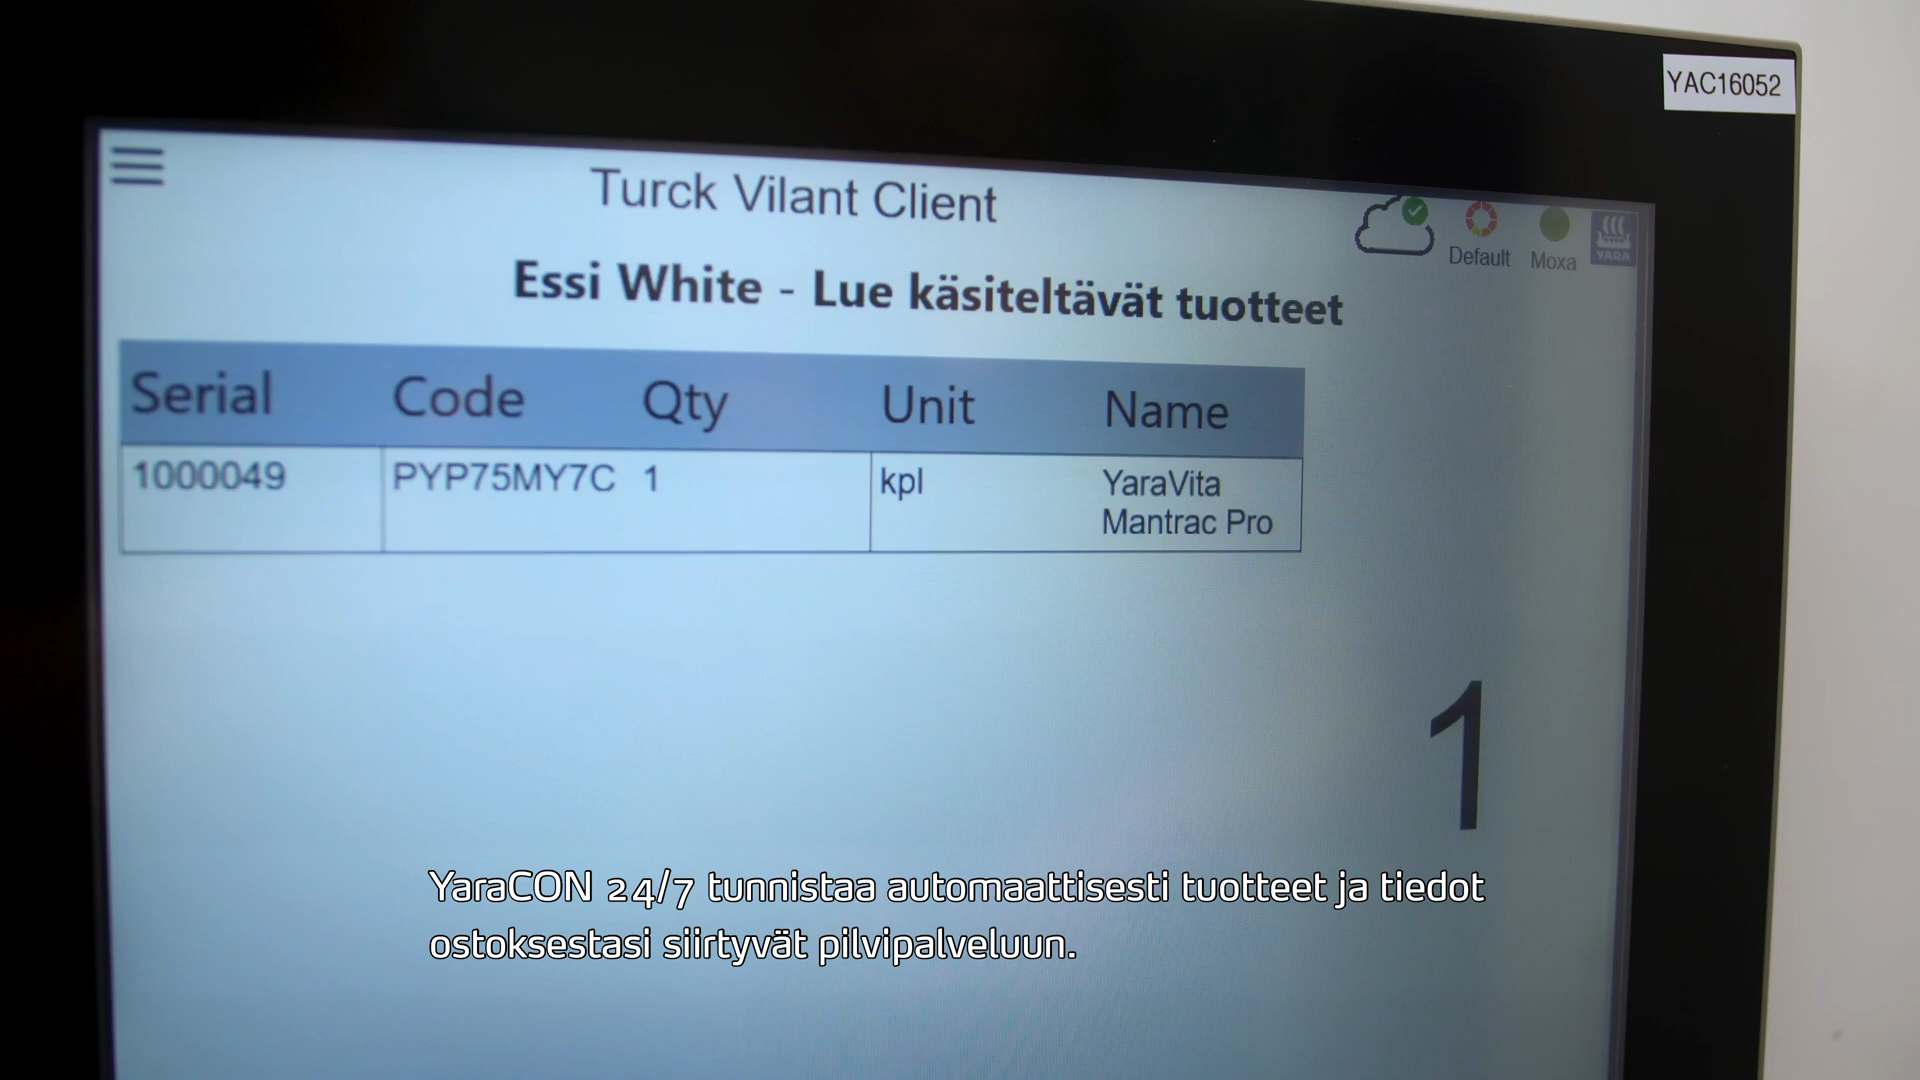 YAC16052
Turck Vilant Client
Default
Moxa
YARA
Essi White - Lue käsiteltävät tuotteet
Serial Code Qty Unit Name
1000049 PYP75MY7C 1 kpl YaraVita
Mantrac Pro
1
YaraCON 24/7 tunnistaa automaattisesti tuotteet ja tiedot
ostoksestasi siirtyvät pilvipalveluun.